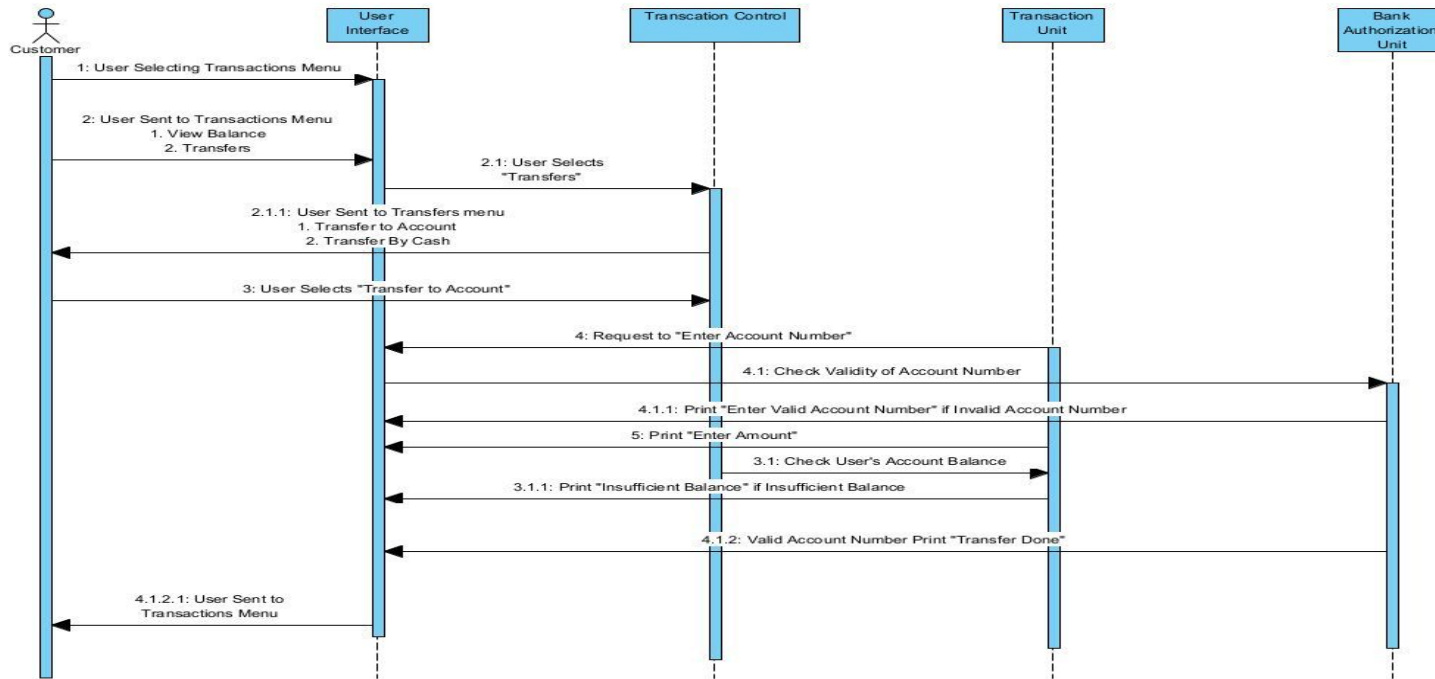 Customer
User
Interface
Transcation Control
Transaction
Unit
Bank
Authorization
Unit
1: User Selecting Transactions Menu
2: User Sent to Transactions Menu
1. View Balance
2. Transfers
2.1: User Selects
"Transfers"
2.1.1: User Sent to Transfers menu
1. Transfer to Account
2. Transfer By Cash
3: User Selects "Transfer to Account"
4: Request to "Enter Account Number"
4.1: Check Validity of Account Number
4.1.1: Print "Enter Valid Account Number" if Invalid Account Number
5: Print "Enter Amount"
3.1: Check User's Account Balance
3.1.1: Print "Insufficient Balance" if Insufficient Balance
4.1.2: Valid Account Number Print "Transfer Done"
4.1.2.1: User Sent to
Transactions Menu